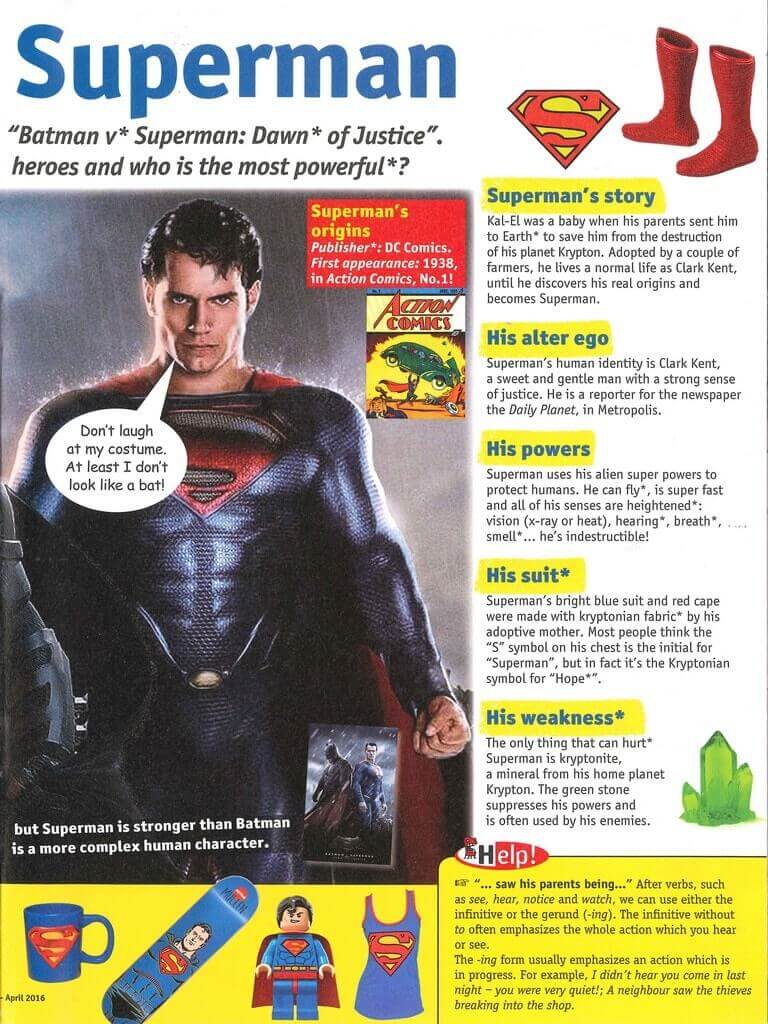 Superman
“Batman v* Superman: Dawn* of Justice”.
heroes and who is the most powerful*?
Superman’s
origins
Publisher*: DC Comics.
First appearance: 1938,
in Action Comics, No.1!
ACTION
COMICS
Don’t laugh
at my costume.
At least I don’t
look like a bat!
but Superman is stronger than Batman
is a more complex human character.
Superman’s story
Kal-El was a baby when his parents sent him
to Earth* to save him from the destruction
of his planet Krypton. Adopted by a couple of
farmers, he lives a normal life as Clark Kent,
until he discovers his real origins and
becomes Superman.
His alter ego
Superman’s human identity is Clark Kent,
a sweet and gentle man with a strong sense
of justice. He is a reporter for the newspaper
the Daily Planet, in Metropolis.
His powers
Superman uses his alien super powers to
protect humans. He can fly*, is super fast
and all of his senses are heightened*:
vision (x-ray or heat), hearing*, breath*,
smell*... he’s indestructible!
His suit*
Superman’s bright blue suit and red cape
were made with kryptonian fabric* by his
adoptive mother. Most people think the
“S” symbol on his chest is the initial for
“Superman”, but in fact it’s the Kryptonian
symbol for “Hope*”.
His weakness*
The only thing that can hurt*
Superman is kryptonite,
a mineral from his home planet
Krypton. The green stone
suppresses his powers and
is often used by his enemies.
Help!
☞ “... saw his parents being...” After verbs, such
as see, hear, notice and watch, we can use either the
infinitive or the gerund (-ing). The infinitive without
to often emphasizes the whole action which you hear
or see.
The -ing form usually emphasizes an action which is
in progress. For example, I didn’t hear you come in last
night – you were very quiet!; A neighbour saw the thieves
breaking into the shop.
- April 2016